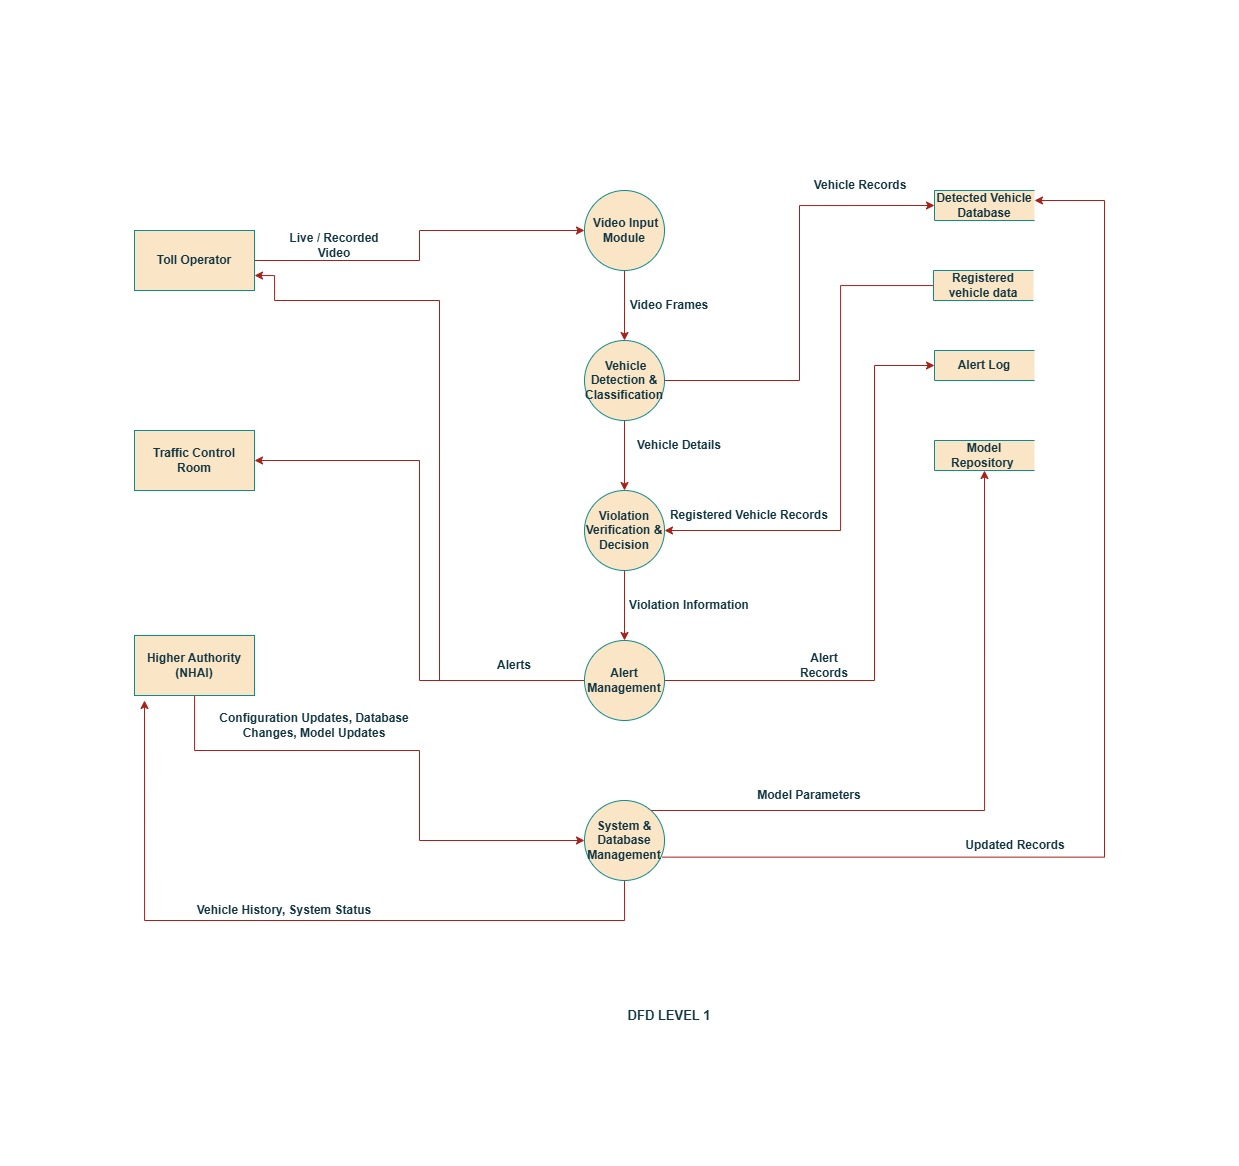 Vehicle Records
Detected Vehicle
Database
Video Input
Module
Live / Recorded
Video
Toll Operator
Registered
vehicle data
Video Frames
Vehicle
Detection &
Classification
Alert Log
Vehicle Details
Traffic Control
Room
Model
Repository
Violation
Verification &
Decision
Registered Vehicle Records
Violation Information
Higher Authority
(NHAI)
Alerts
Alert
Management
Alert
Records
Configuration Updates, Database
Changes, Model Updates
Model Parameters
System &
Database
Management
Updated Records
Vehicle History, System Status
DFD LEVEL 1